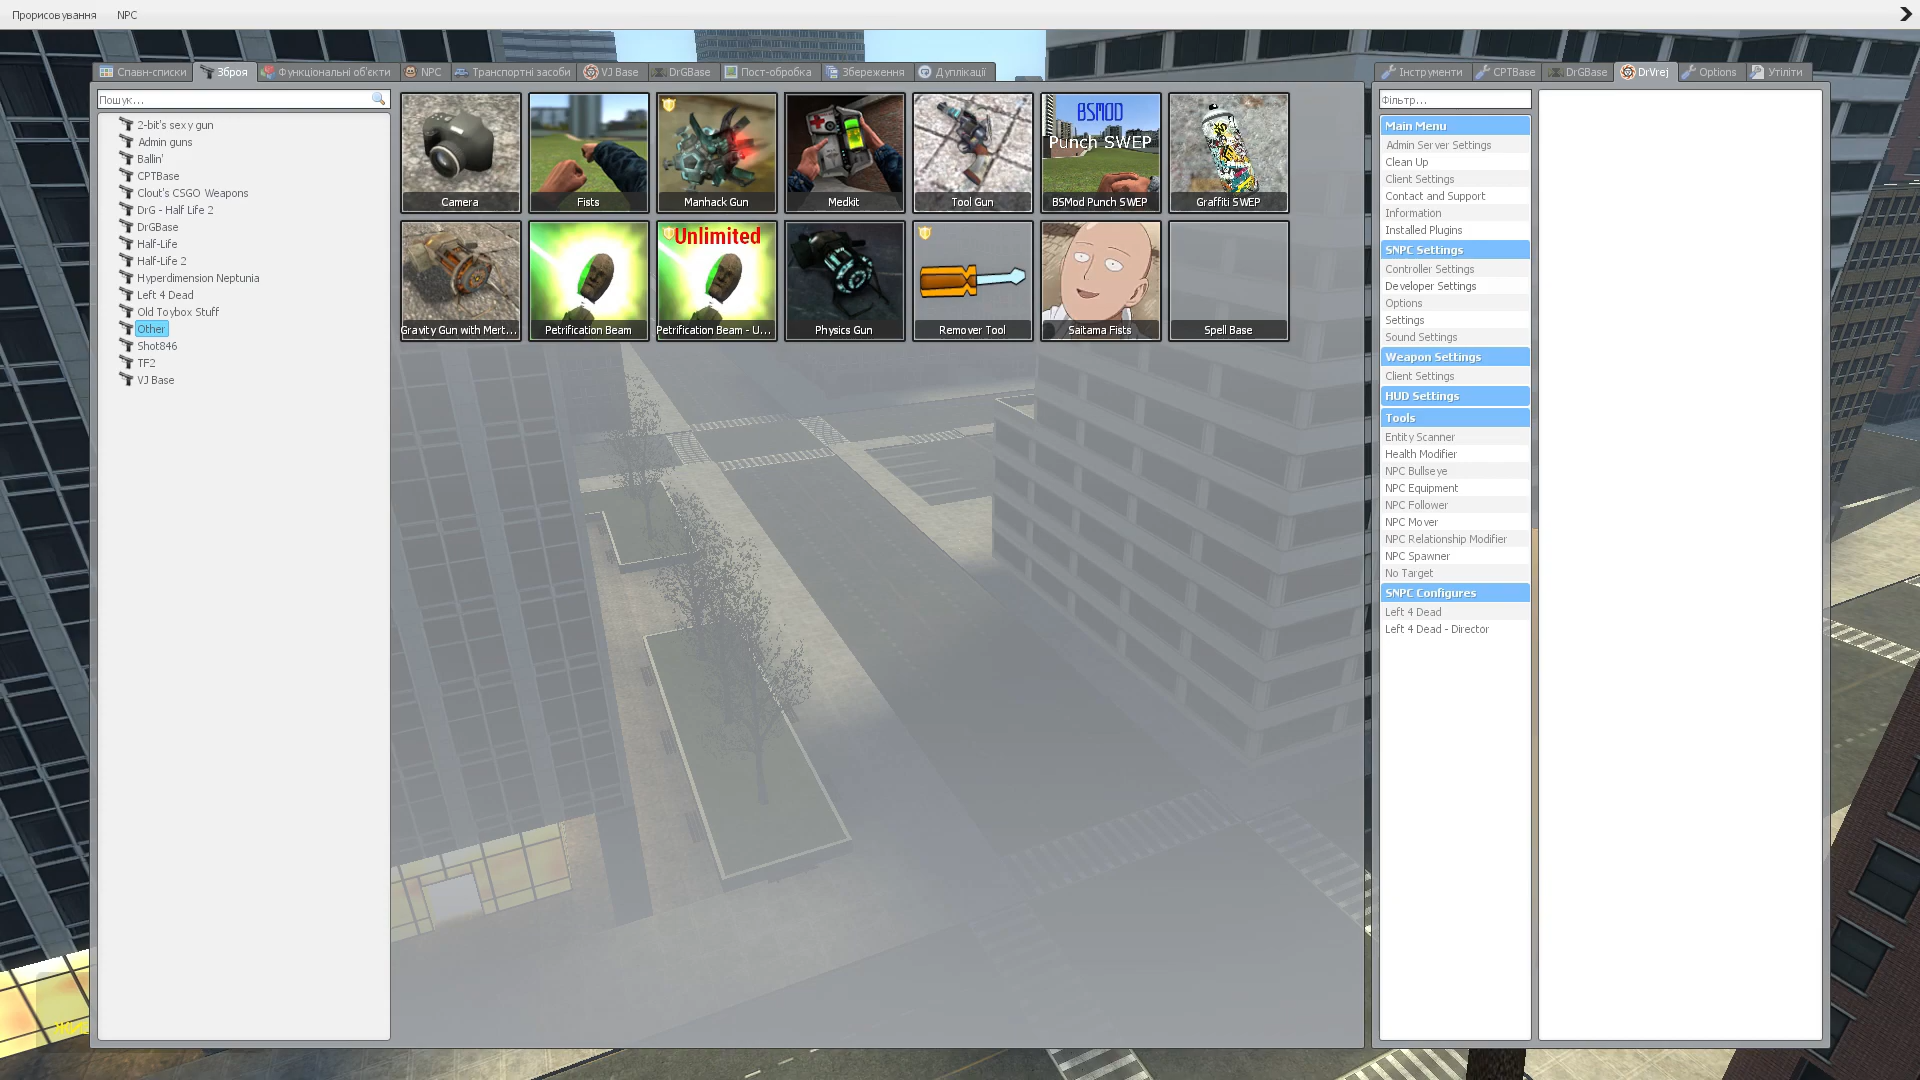 Прорисовування NPC
Спавн-списки Зброя Функціональні об'єкти NPC Транспортні засоби VJ Base DrGBase Пост-обробка Збереження Дуплікації
Інструменти CPTBase DrGBase DrVrej Options Утіліти
Пошук...
2-bit's sexy gun
Admin guns
Ballin'
CPTBase
Clout's CSGO Weapons
DrG - Half Life 2
DrGBase
Half-Life
Half-Life 2
Hyperdimension Neptunia
Left 4 Dead
Old Toybox Stuff
Other
Shot846
TF2
VJ Base
BSMOD
Punch SWEP
Camera
Fists
Manhack Gun
Medkit
Tool Gun
BSMod Punch SWEP
Graffiti SWEP
Unlimited
Gravity Gun with Mert...
Petrification Beam
Petrification Beam - U...
Physics Gun
Remover Tool
Saitama Fists
Spell Base
Фільтр...
Main Menu
Admin Server Settings
Clean Up
Client Settings
Contact and Support
Information
Installed Plugins
SNPC Settings
Controller Settings
Developer Settings
Options
Settings
Sound Settings
Weapon Settings
Client Settings
HUD Settings
Tools
Entity Scanner
Health Modifier
NPC Bullseye
NPC Equipment
NPC Follower
NPC Mover
NPC Relationship Modifier
NPC Spawner
No Target
SNPC Configures
Left 4 Dead
Left 4 Dead - Director